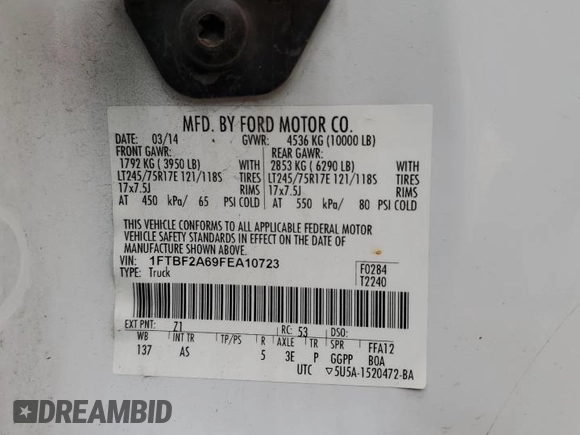 MFD. BY FORD MOTOR CO.
DATE: 03/14 GVWR: 4536 KG (10000 LB)
FRONT GAWR: REAR GAWR:
1792 KG ( 3950 LB) WITH 2853 KG ( 6290 LB) WITH
LT245/75R17E 121/118S TIRES LT245/75R17E 121/118S TIRES
17x7.5J RIMS 17x7.5J RIMS
AT 450 kPa/ 65 PSI COLD AT 550 kPa/ 80 PSI COLD
THIS VEHICLE CONFORMS TO ALL APPLICABLE FEDERAL MOTOR
VEHICLE SAFETY STANDARDS IN EFFECT ON THE DATE OF
MANUFACTURE SHOWN ABOVE.
VIN: 1FTBF2A69FEA10723 F0284
TYPE: Truck T2240
EXT PNT: Z1 RC: 53 DSO:
WB INT TR TP/PS R AXLE TR SPR FFA12
137 AS 5 3E P GGPP BOA
UTC ▽5U5A-1520472-BA
DREAMBID